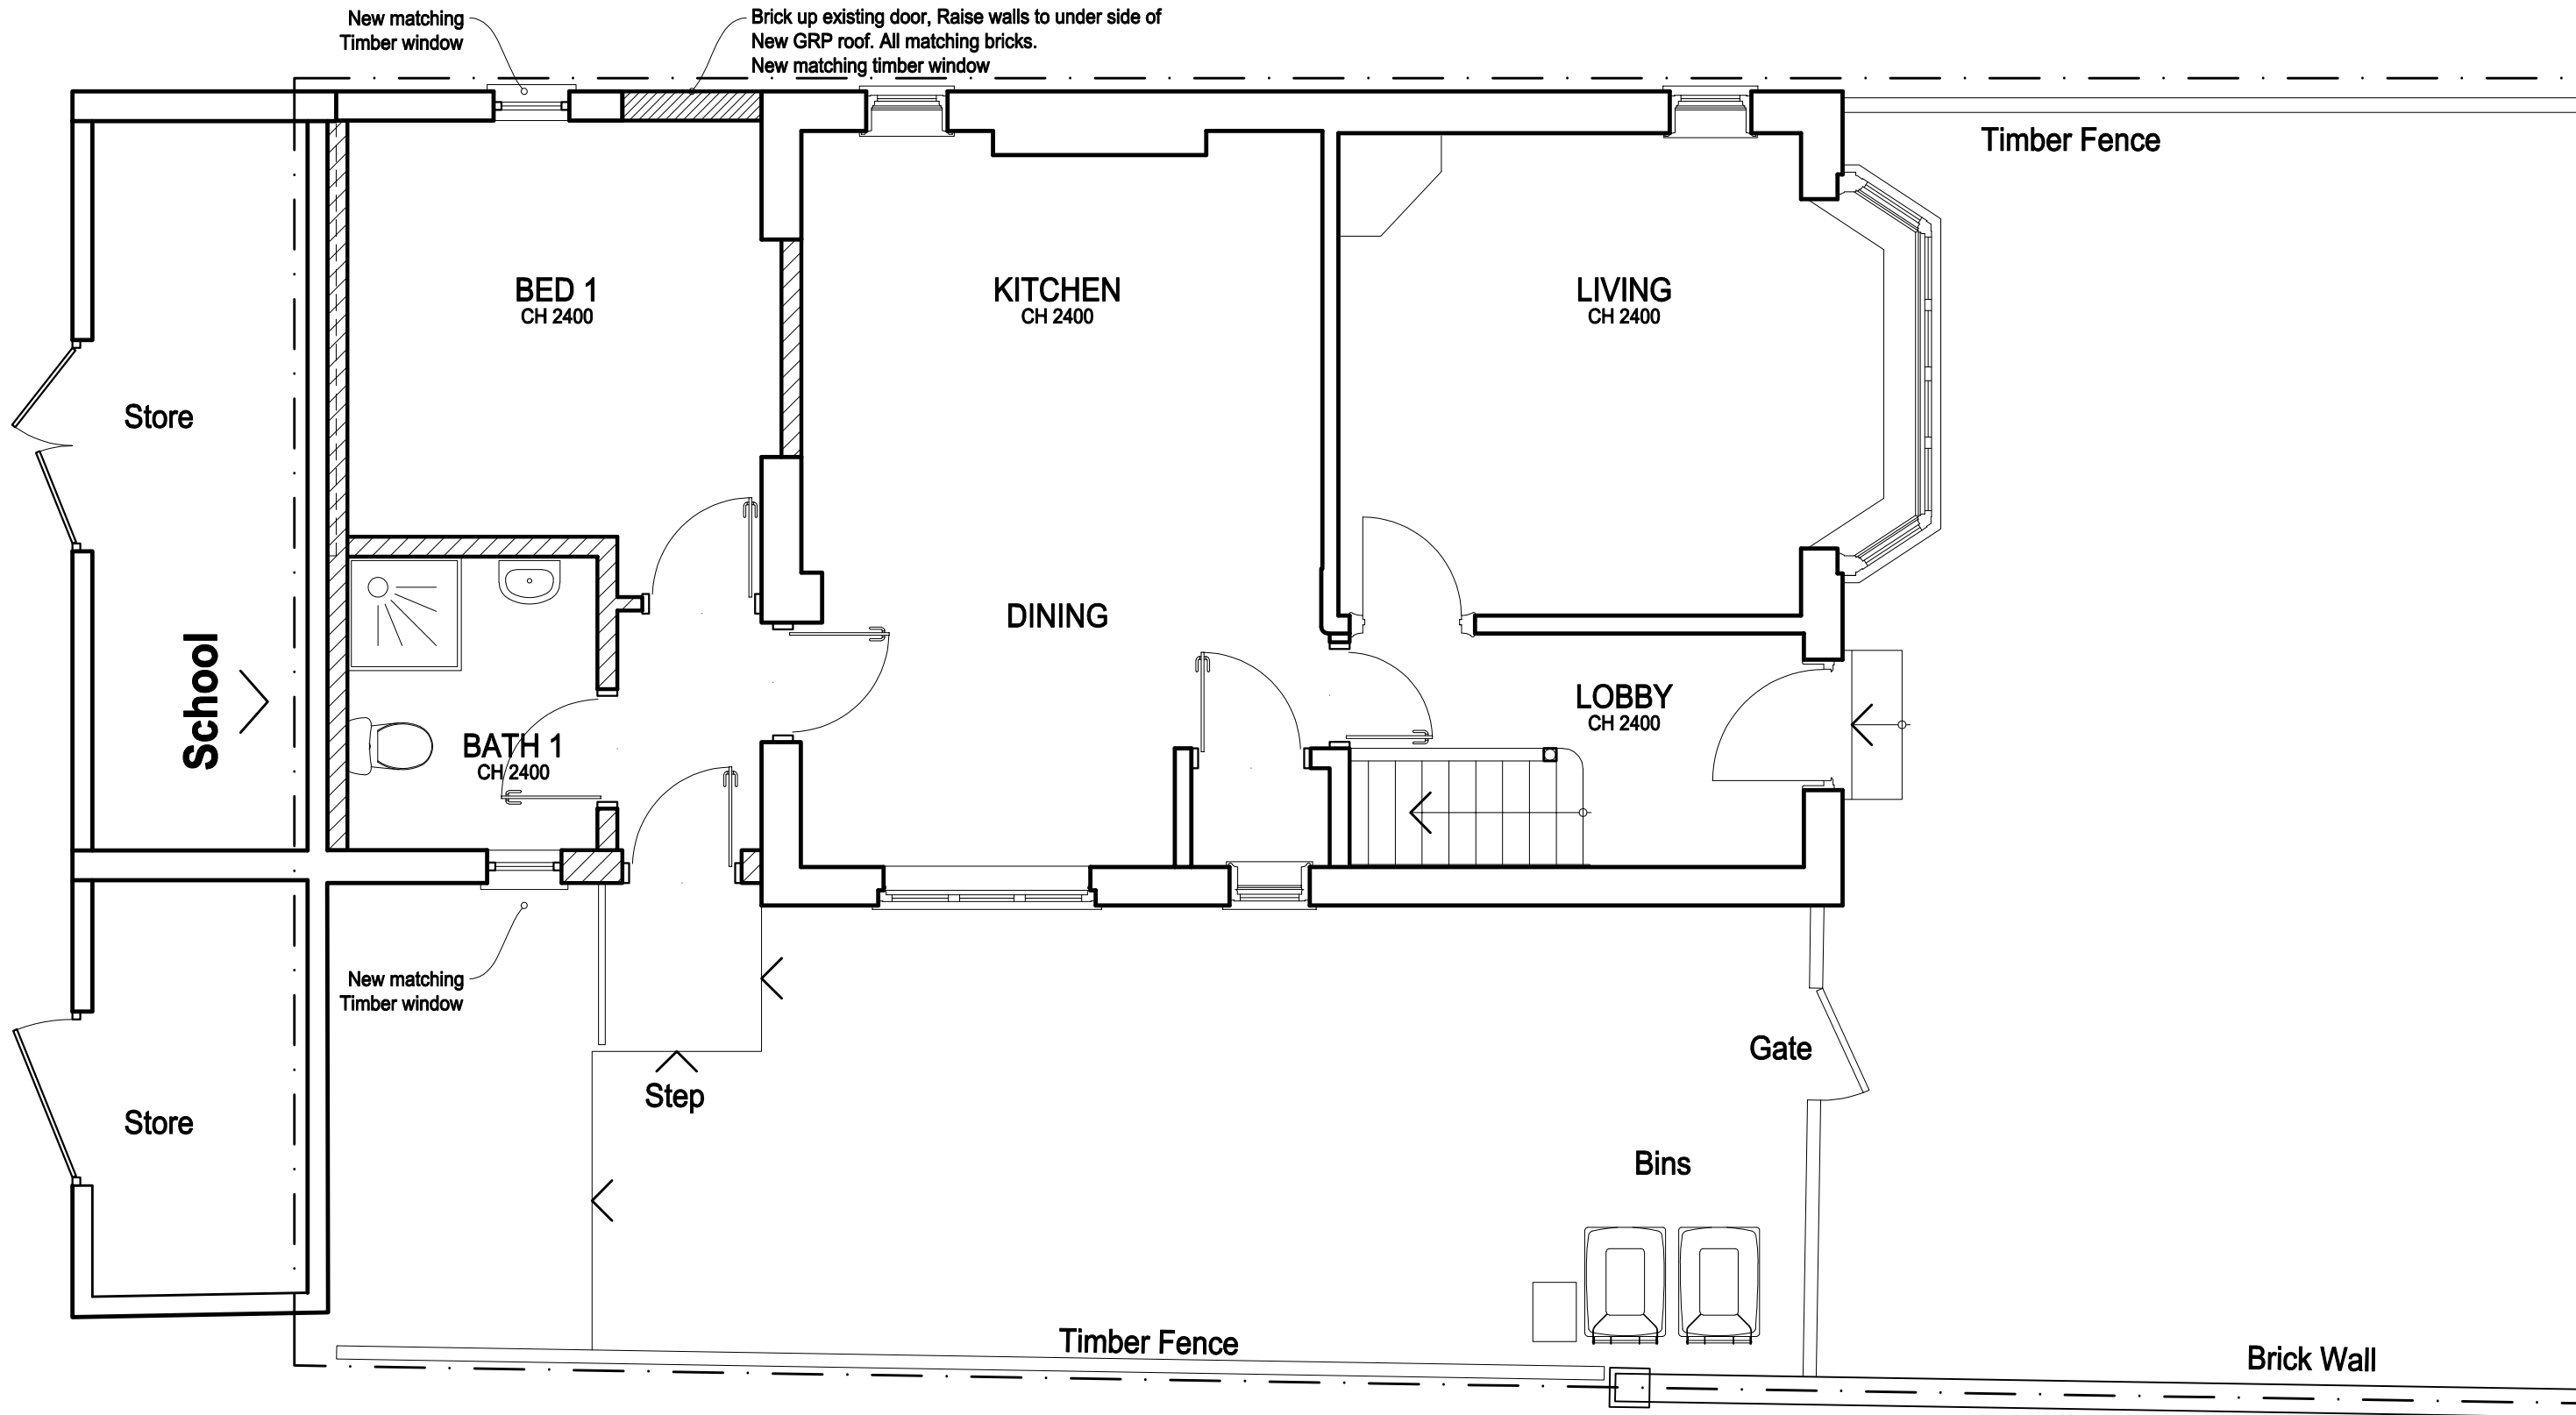 New matching
Timber window
Brick up existing door, Raise walls to under side of
New GRP roof. All matching bricks.
New matching timber window
Timber Fence
BED 1
CH 2400
KITCHEN
CH 2400
LIVING
CH 2400
Store
DINING
School
LOBBY
CH 2400
BATH 1
CH 2400
New matching
Timber window
Gate
Step
Store
Bins
Timber Fence
Brick Wall